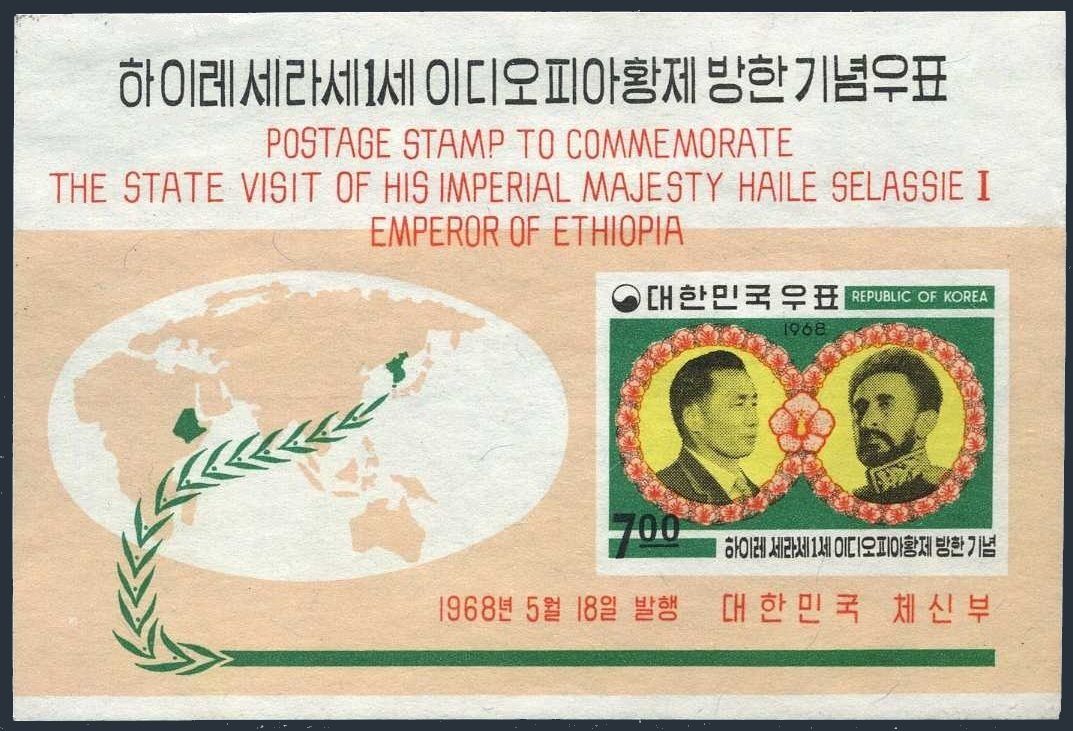 하이레 세라세 1세 이디오피아황제 방한 기념우표
POSTAGE STAMP TO COMMEMORATE
THE STATE VISIT OF HIS IMPERIAL MAJESTY HAILE SELASSIE I
EMPEROR OF ETHIOPIA
대한민국우표 REPUBLIC OF KOREA
1968
7.00
하이레 세라세 1세 이디오피아황제 방한 기념
1968년 5월 18일 발행 대한민국 체신부